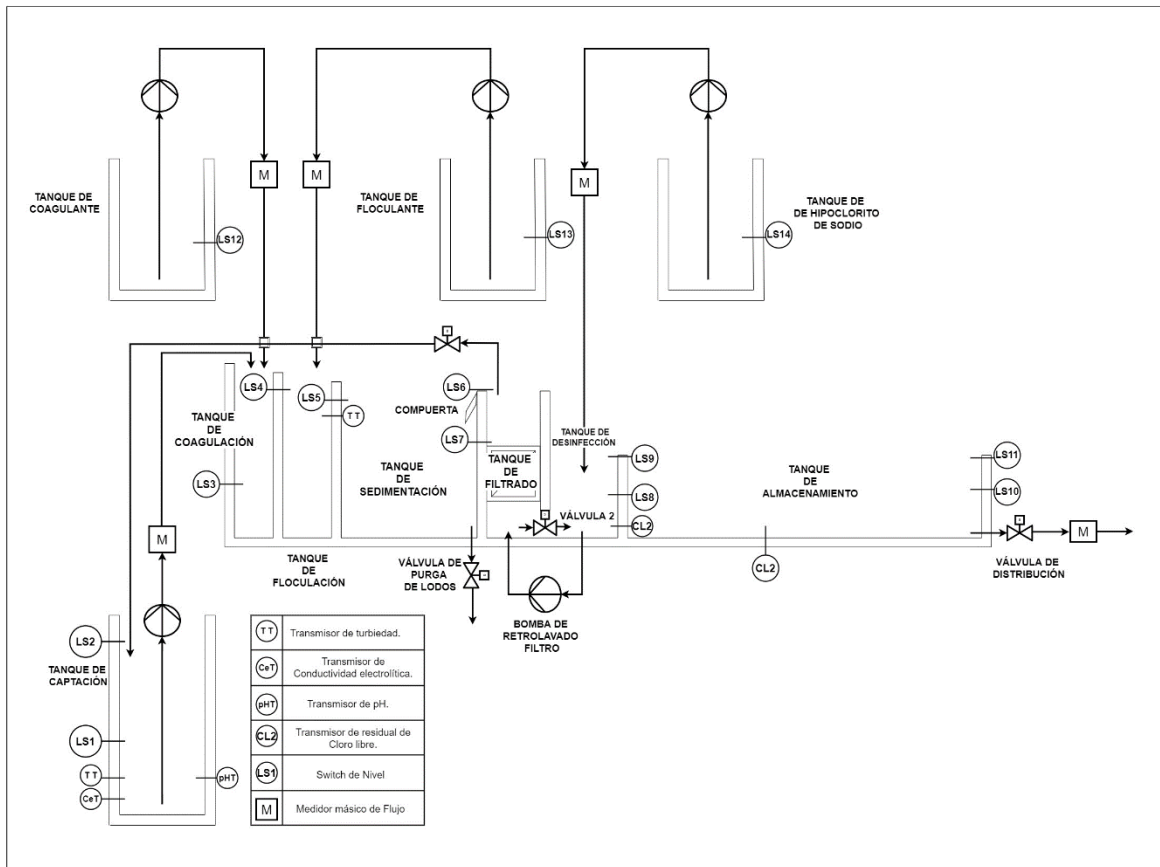 M
M
M
TANQUE DE
COAGULANTE
LS12
TANQUE DE
FLOCULANTE
LS13
TANQUE DE
DE HIPOCLORITO
DE SODIO
LS14
LS4
LS5
TT
LS6
COMPUERTA
TANQUE
DE
COAGULACIÓN
LS3
TANQUE
DE
SEDIMENTACIÓN
LS7
TANQUE
DE
FILTRADO
TANQUE DE
DESINFECCIÓN
LS9
LS8
CL2
VÁLVULA 2
TANQUE
DE
ALMACENAMIENTO
LS11
LS10
CL2
M
VÁLVULA DE
DISTRIBUCIÓN
M
TANQUE
DE
FLOCULACIÓN
VÁLVULA DE
PURGA
DE LODOS
BOMBA DE
RETROLAVADO
FILTRO
LS2
TANQUE DE
CAPTACIÓN
LS1
TT
CeT
pHT
TT
Transmisor de turbiedad.
CeT
Transmisor de
Conductividad electrolítica.
pHT
Transmisor de pH.
CL2
Transmisor de residual de
Cloro libre.
LS1
Switch de Nivel
M
Medidor másico de Flujo